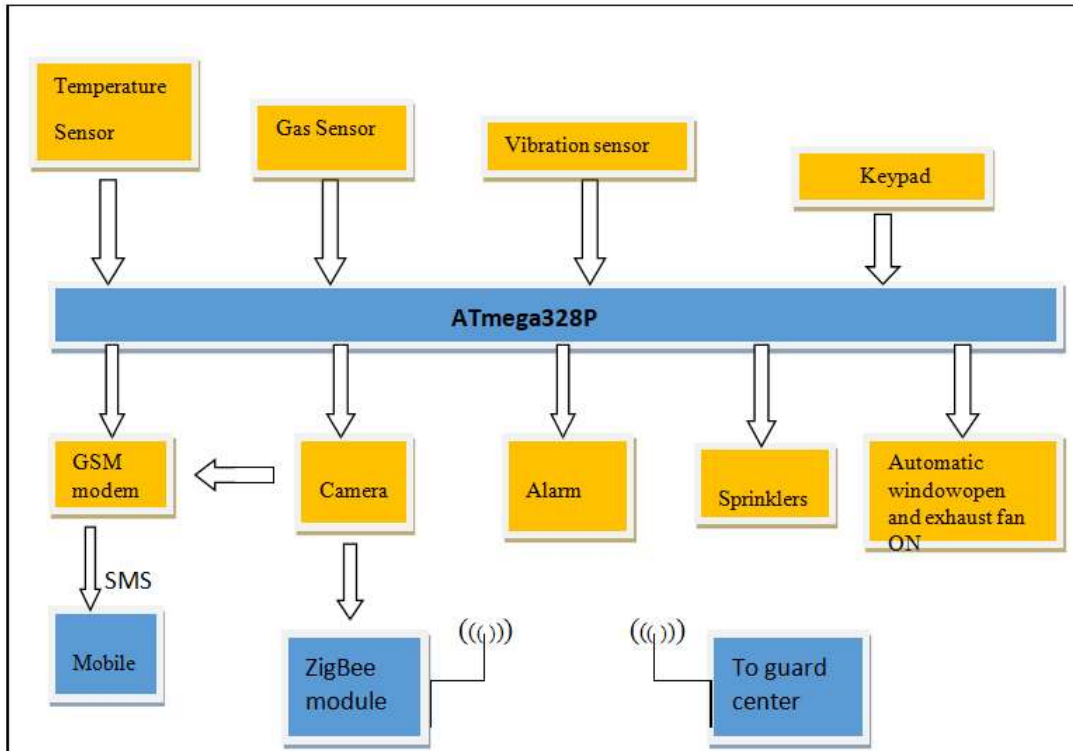 Temperature
Sensor
Gas Sensor
Vibration sensor
Keypad
ATmega328P
GSM
modem
Camera
Alarm
Sprinklers
Automatic
windowopen
and exhaust fan
ON
SMS
Mobile
ZigBee
module
To guard
center